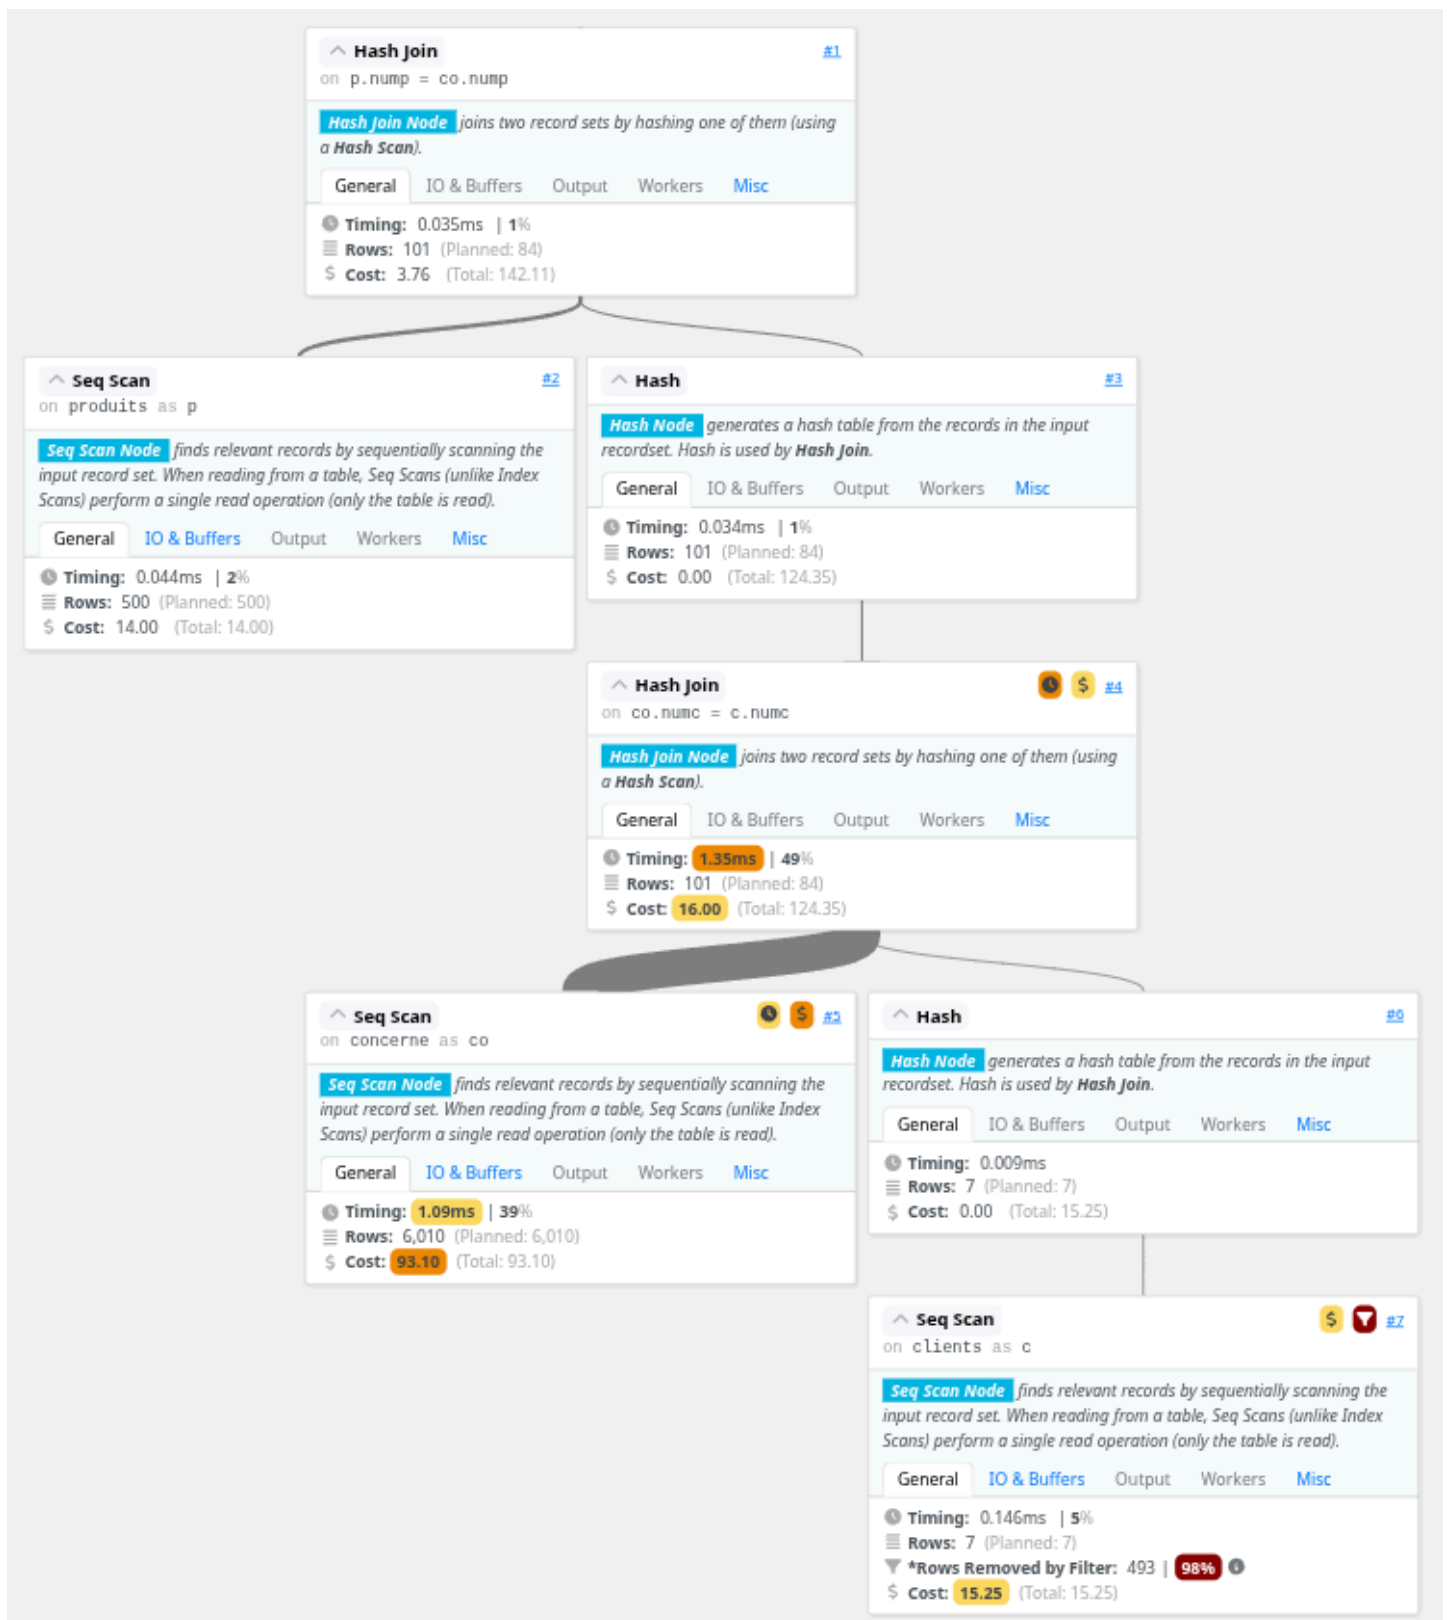 Hash Join #1
on p.nump = co.nump
Hash Join Node joins two record sets by hashing one of them (using
a Hash Scan).
General IO & Buffers Output Workers Misc
Timing: 0.035ms | 1%
Rows: 101 (Planned: 84)
$ Cost: 3.76 (Total: 142.11)
Seq Scan #2
on produits as p
Seq Scan Node finds relevant records by sequentially scanning the
input record set. When reading from a table, Seq Scans (unlike Index
Scans) perform a single read operation (only the table is read).
General IO & Buffers Output Workers Misc
Timing: 0.044ms | 2%
Rows: 500 (Planned: 500)
$ Cost: 14.00 (Total: 14.00)
Hash #3
Hash Node generates a hash table from the records in the input
recordset. Hash is used by Hash Join.
General IO & Buffers Output Workers Misc
Timing: 0.034ms | 1%
Rows: 101 (Planned: 84)
$ Cost: 0.00 (Total: 124.35)
Hash Join $ #4
on co.numc = c.numc
Hash Join Node joins two record sets by hashing one of them (using
a Hash Scan).
General IO & Buffers Output Workers Misc
Timing: 1.35ms | 49%
Rows: 101 (Planned: 84)
$ Cost: 16.00 (Total: 124.35)
Seq Scan $ #5
on concerne as co
Seq Scan Node finds relevant records by sequentially scanning the
input record set. When reading from a table, Seq Scans (unlike Index
Scans) perform a single read operation (only the table is read).
General IO & Buffers Output Workers Misc
Timing: 1.09ms | 39%
Rows: 6,010 (Planned: 6,010)
$ Cost: 93.10 (Total: 93.10)
Hash #6
Hash Node generates a hash table from the records in the input
recordset. Hash is used by Hash Join.
General IO & Buffers Output Workers Misc
Timing: 0.009ms
Rows: 7 (Planned: 7)
$ Cost: 0.00 (Total: 15.25)
Seq Scan $ #7
on clients as c
Seq Scan Node finds relevant records by sequentially scanning the
input record set. When reading from a table, Seq Scans (unlike Index
Scans) perform a single read operation (only the table is read).
General IO & Buffers Output Workers Misc
Timing: 0.146ms | 5%
Rows: 7 (Planned: 7)
*Rows Removed by Filter: 493 | 98%
$ Cost: 15.25 (Total: 15.25)